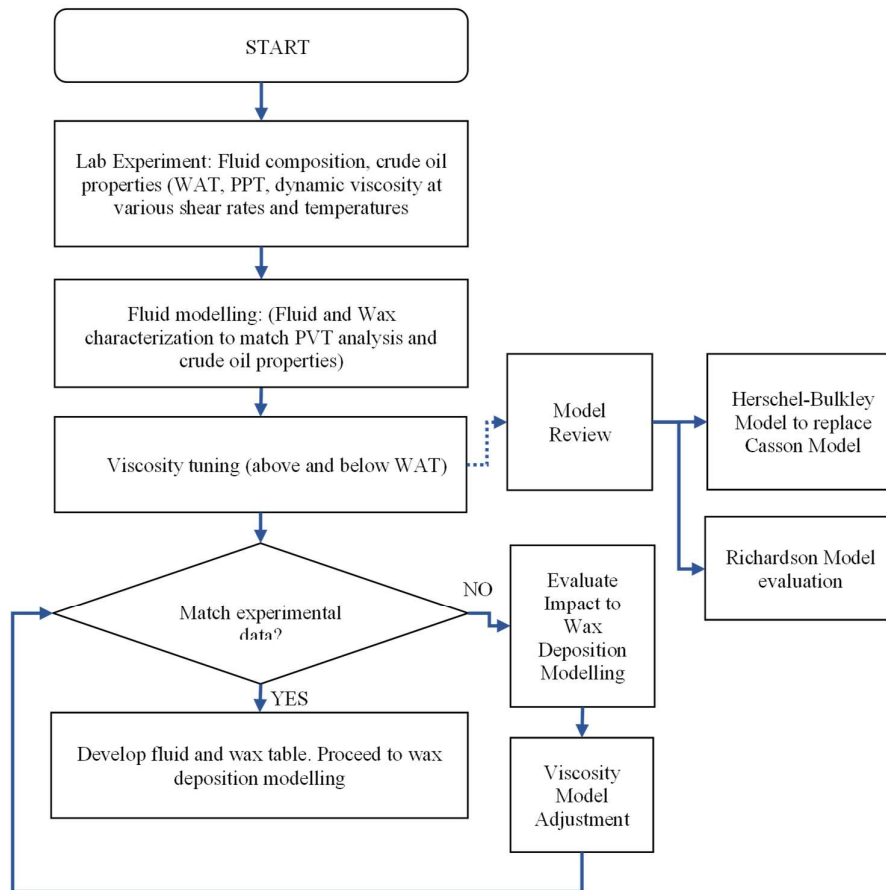 START
Lab Experiment: Fluid composition, crude oil
properties (WAT, PPT, dynamic viscosity at
various shear rates and temperatures
Fluid modelling: (Fluid and Wax
characterization to match PVT analysis and
crude oil properties)
Viscosity tuning (above and below WAT)
Model
Review
Herschel-Bulkley
Model to replace
Casson Model
Richardson Model
evaluation
Match experimental
data?
NO
Evaluate
Impact to
Wax
Deposition
Modelling
YES
Develop fluid and wax table. Proceed to wax
deposition modelling
Viscosity
Model
Adjustment